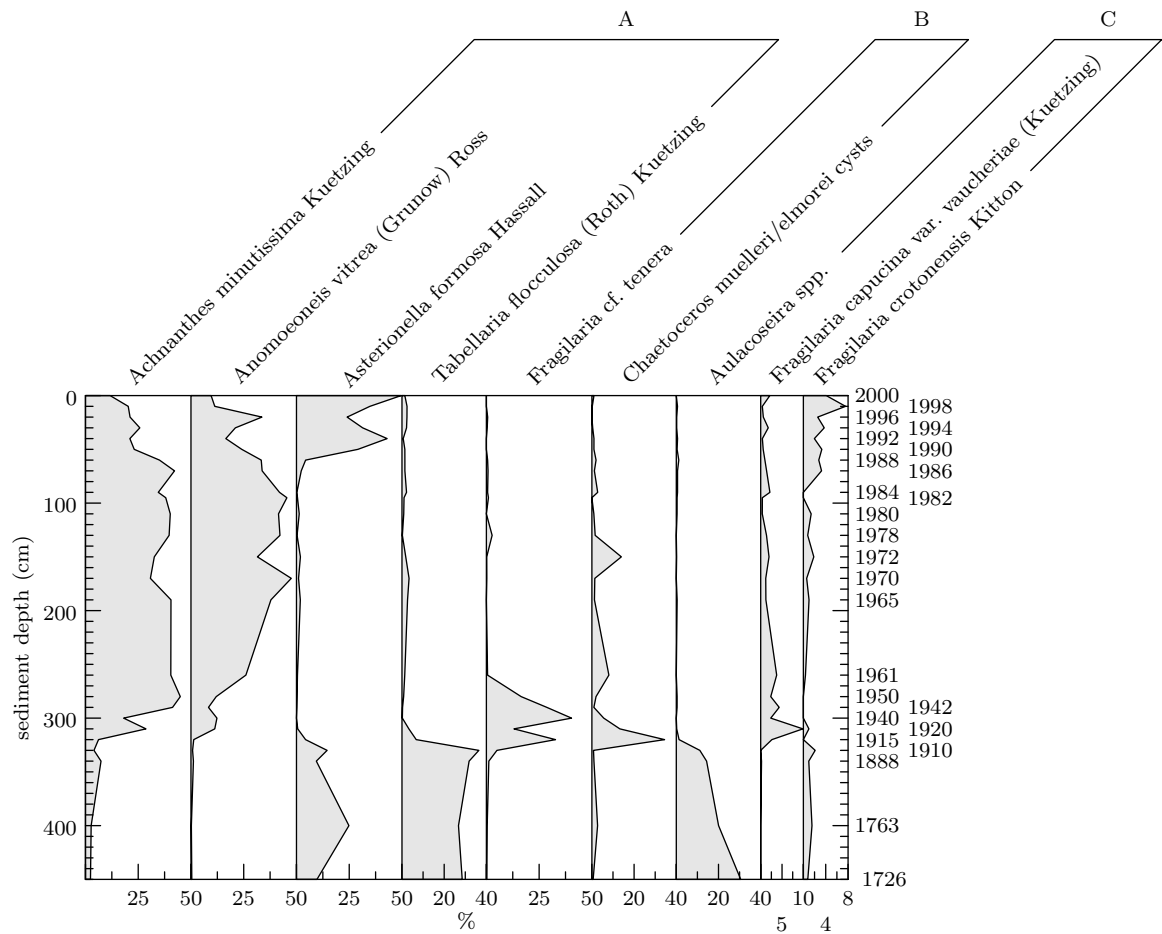 A
B
C
Achnanthes minutissima Kuetzing
Anomoeoneis vitrea (Grunow) Ross
Asterionella formosa Hassall
Tabellaria flocculosa (Roth) Kuetzing
Fragilaria cf. tenera
Chaetoceros muelleri/elmorei cysts
Aulacoseira spp.
Fragilaria capucina var. vaucheriae (Kuetzing)
Fragilaria crotonensis Kitton
sediment depth (cm)
0
100
200
300
400
2000
1998
1996
1994
1992
1990
1988
1986
1984
1982
1980
1978
1972
1970
1965
1961
1950
1942
1940
1920
1915
1910
1888
1763
1726
25 50 25 50 25 50 20 40 25 50 20 40 20 40 10 8
% 5 4